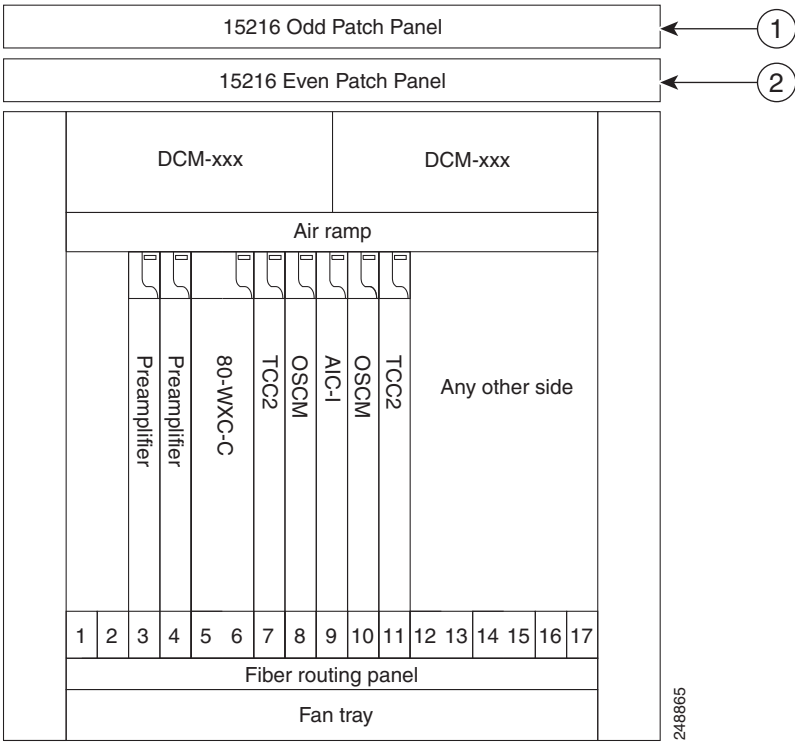 15216 Odd Patch Panel
1
15216 Even Patch Panel
2
DCM-xxx
DCM-xxx
Air ramp
Preamplifier
Preamplifier
80-WXC-C
TCC2
OSCM
AIC-I
OSCM
TCC2
Any other side
1 2 3 4 5 6 7 8 9 10 11 12 13 14 15 16 17
Fiber routing panel
Fan tray
248865